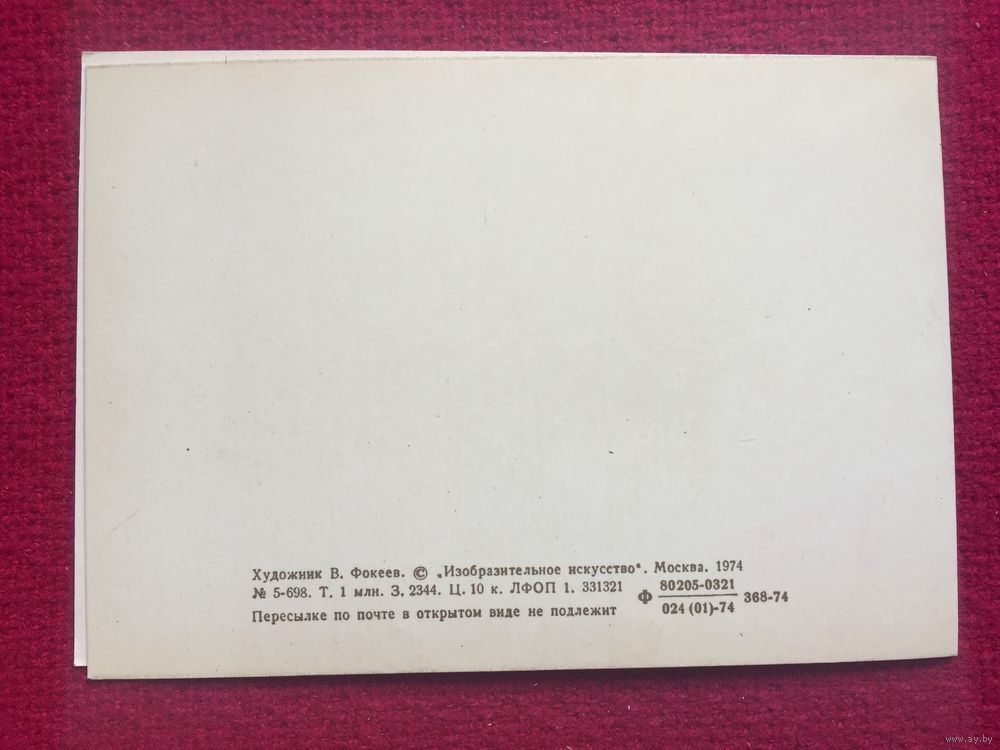 Художник В. Фокеев. © „Изобразительное искусство“. Москва. 1974
№ 5-698. Т. 1 млн. З. 2344. Ц. 10 к. ЛФОП 1. 331321
Пересылке по почте в открытом виде не подлежит
Ф 80205-0321
024 (01)-74
368-74
www.ay.by